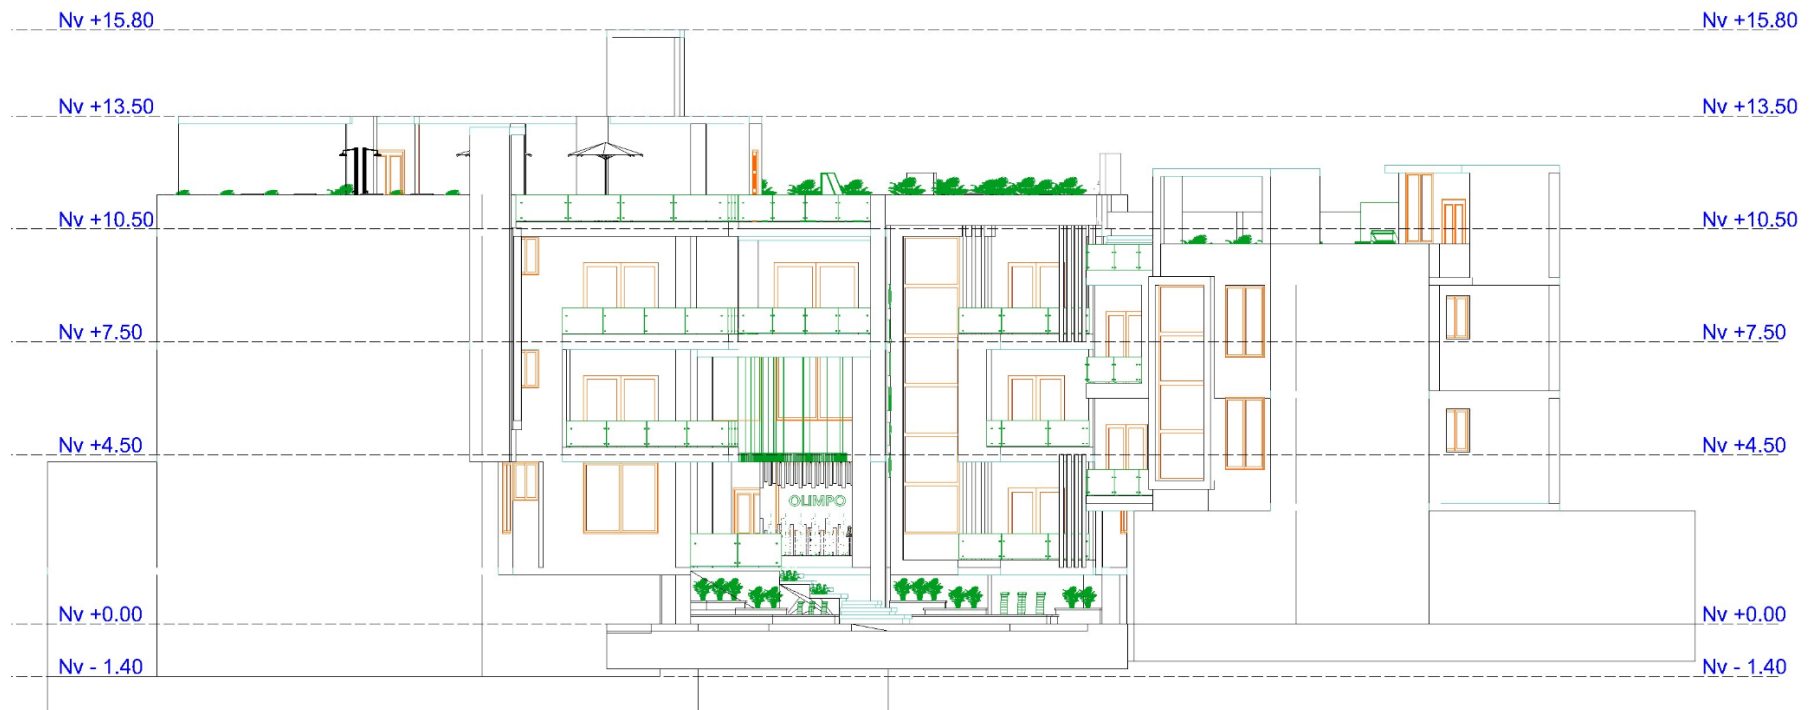 Nv +15.80 Nv +15.80
Nv +13.50 Nv +13.50
Nv +10.50 Nv +10.50
Nv +7.50 Nv +7.50
Nv +4.50 Nv +4.50
OLIMPO
Nv +0.00 Nv +0.00
Nv - 1.40 Nv - 1.40